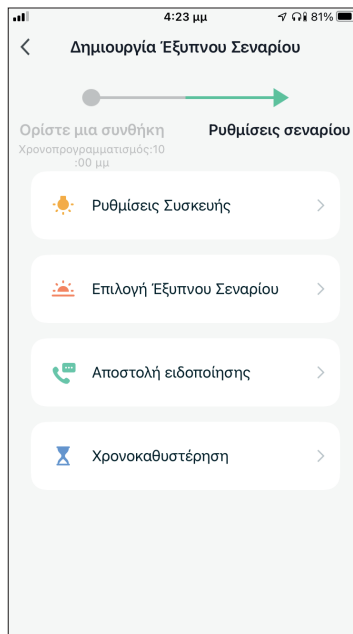 4:23 μμ 81%
Δημιουργία Έξυπνου Σεναρίου
Ορίστε μια συνθήκη Ρυθμίσεις σεναρίου
Χρονοπρογραμματισμός:10
:00 μμ
Ρυθμίσεις Συσκευής
Επιλογή Έξυπνου Σεναρίου
Αποστολή ειδοποίησης
Χρονοκαθυστέρηση